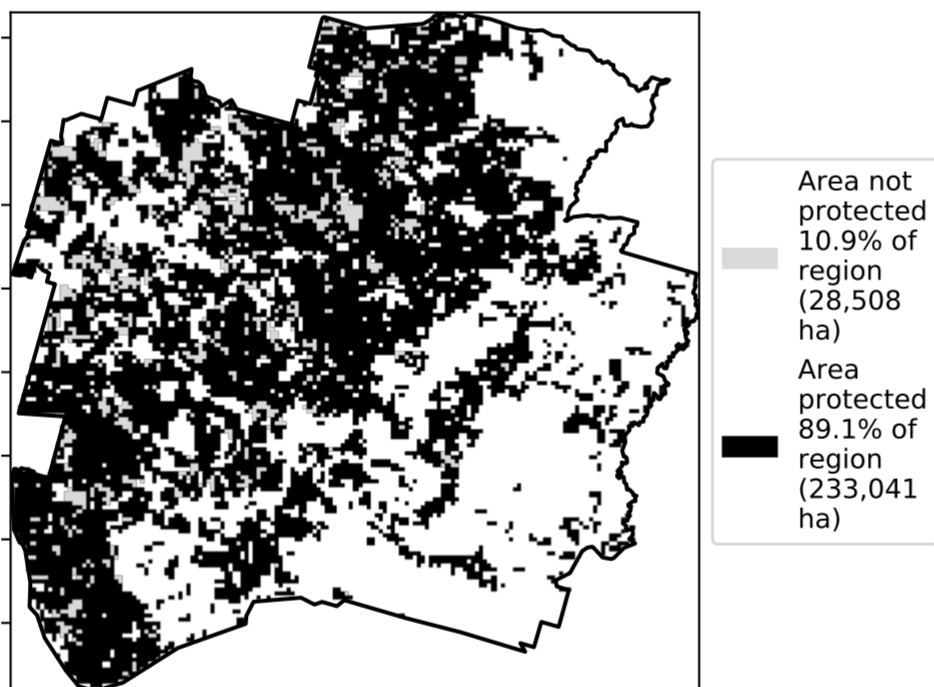 Area not
protected
10.9% of
region
(28,508
ha)
Area
protected
89.1% of
region
(233,041
ha)